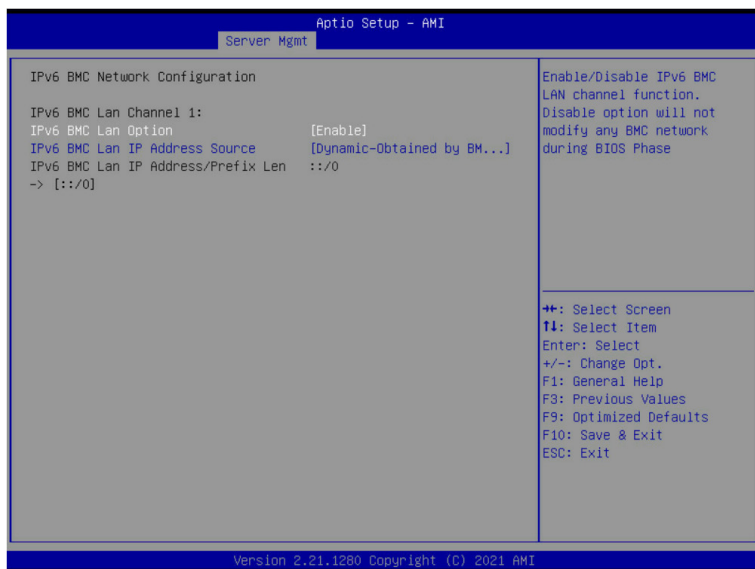 Aptio Setup – AMI
Server Mgmt
IPv6 BMC Network Configuration
IPv6 BMC Lan Channel 1:
IPv6 BMC Lan Option [Enable]
IPv6 BMC Lan IP Address Source [Dynamic-Obtained by BM...]
IPv6 BMC Lan IP Address/Prefix Len ::/0
-> [::/0]
Enable/Disable IPv6 BMC
LAN channel function.
Disable option will not
modify any BMC network
during BIOS Phase
→←: Select Screen
↑↓: Select Item
Enter: Select
+/-: Change Opt.
F1: General Help
F3: Previous Values
F9: Optimized Defaults
F10: Save & Exit
ESC: Exit
Version 2.21.1280 Copyright (C) 2021 AMI